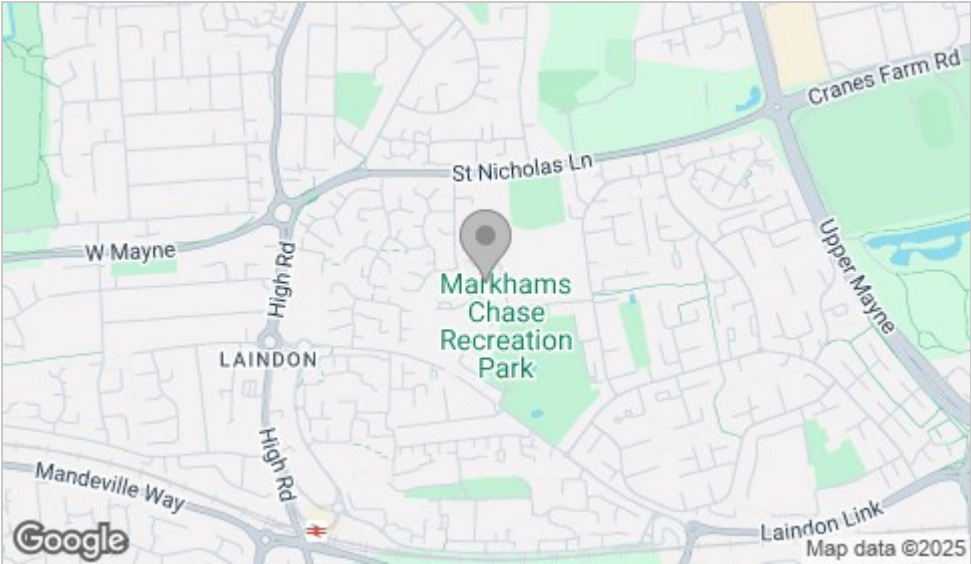 Cranes Farm Rd
St Nicholas Ln
W Mayne
High Rd
Upper Mayne
Markhams
Chase
Recreation
Park
LAINDON
High Rd
Mandeville Way
Laindon Link
Google
Map data ©2025